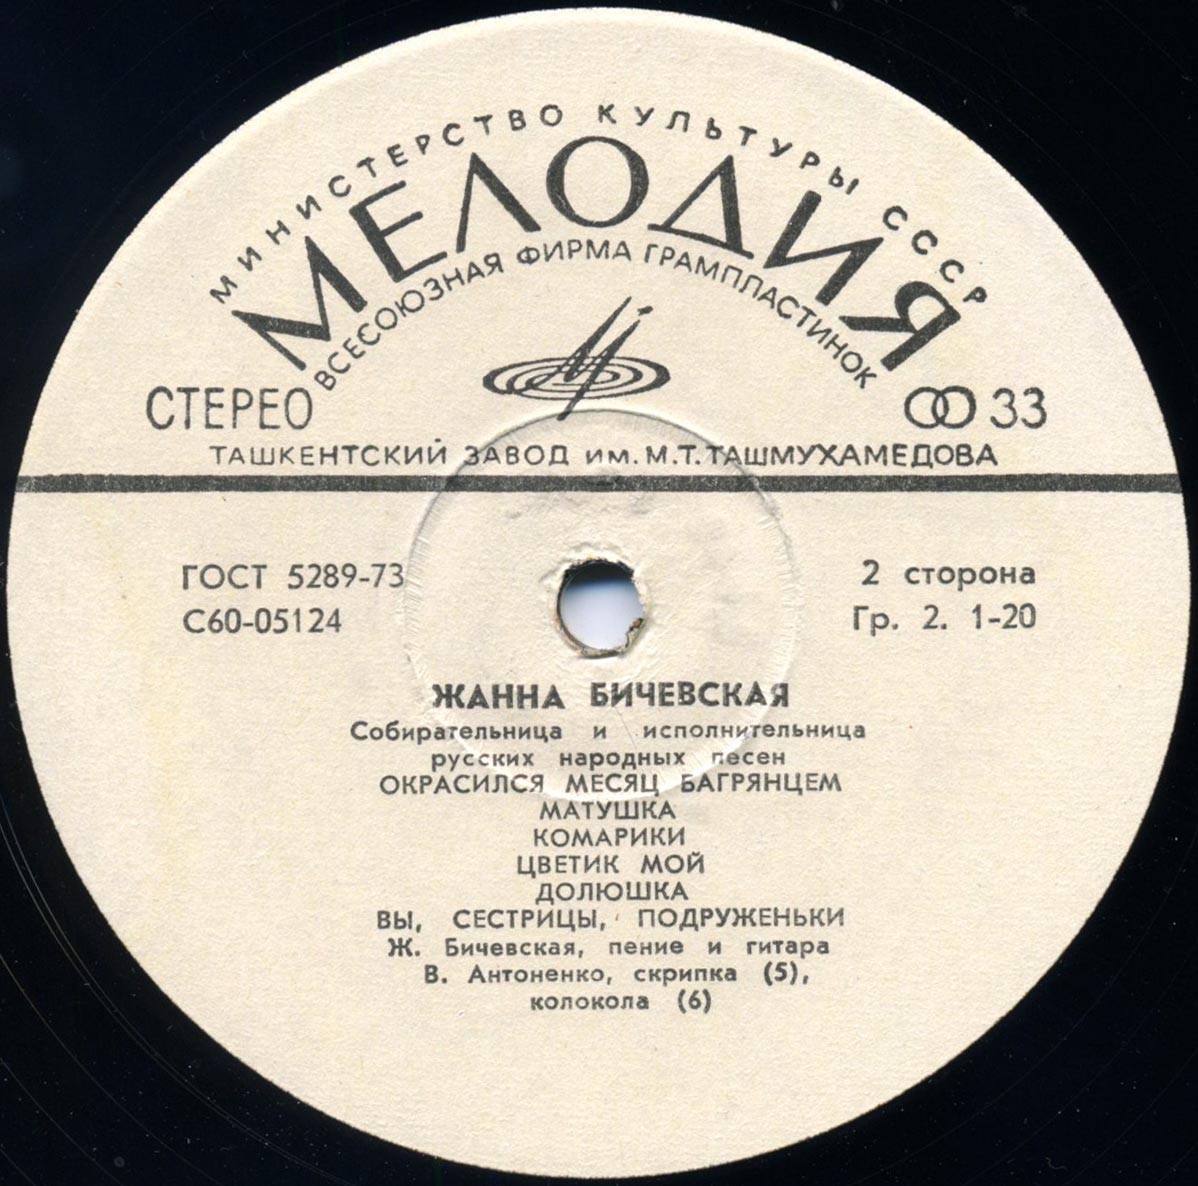 МИНИСТЕРСТВО КУЛЬТУРЫ СССР
МЕЛОДИЯ
ВСЕСОЮЗНАЯ ФИРМА ГРАМПЛАСТИНОК
СТЕРЕО
33
ТАШКЕНТСКИЙ ЗАВОД им. М.Т.ТАШМУХАМЕДОВА
ГОСТ 5289-73
С60-05124
2 сторона
Гр. 2. 1-20
ЖАННА БИЧЕВСКАЯ
Собирательница и исполнительница
русских народных песен
ОКРАСИЛСЯ МЕСЯЦ БАГРЯНЦЕМ
МАТУШКА
КОМАРИКИ
ЦВЕТИК МОЙ
ДОЛЮШКА
ВЫ, СЕСТРИЦЫ, ПОДРУЖЕНЬКИ
Ж. Бичевская, пение и гитара
В. Антоненко, скрипка (5),
колокола (6)